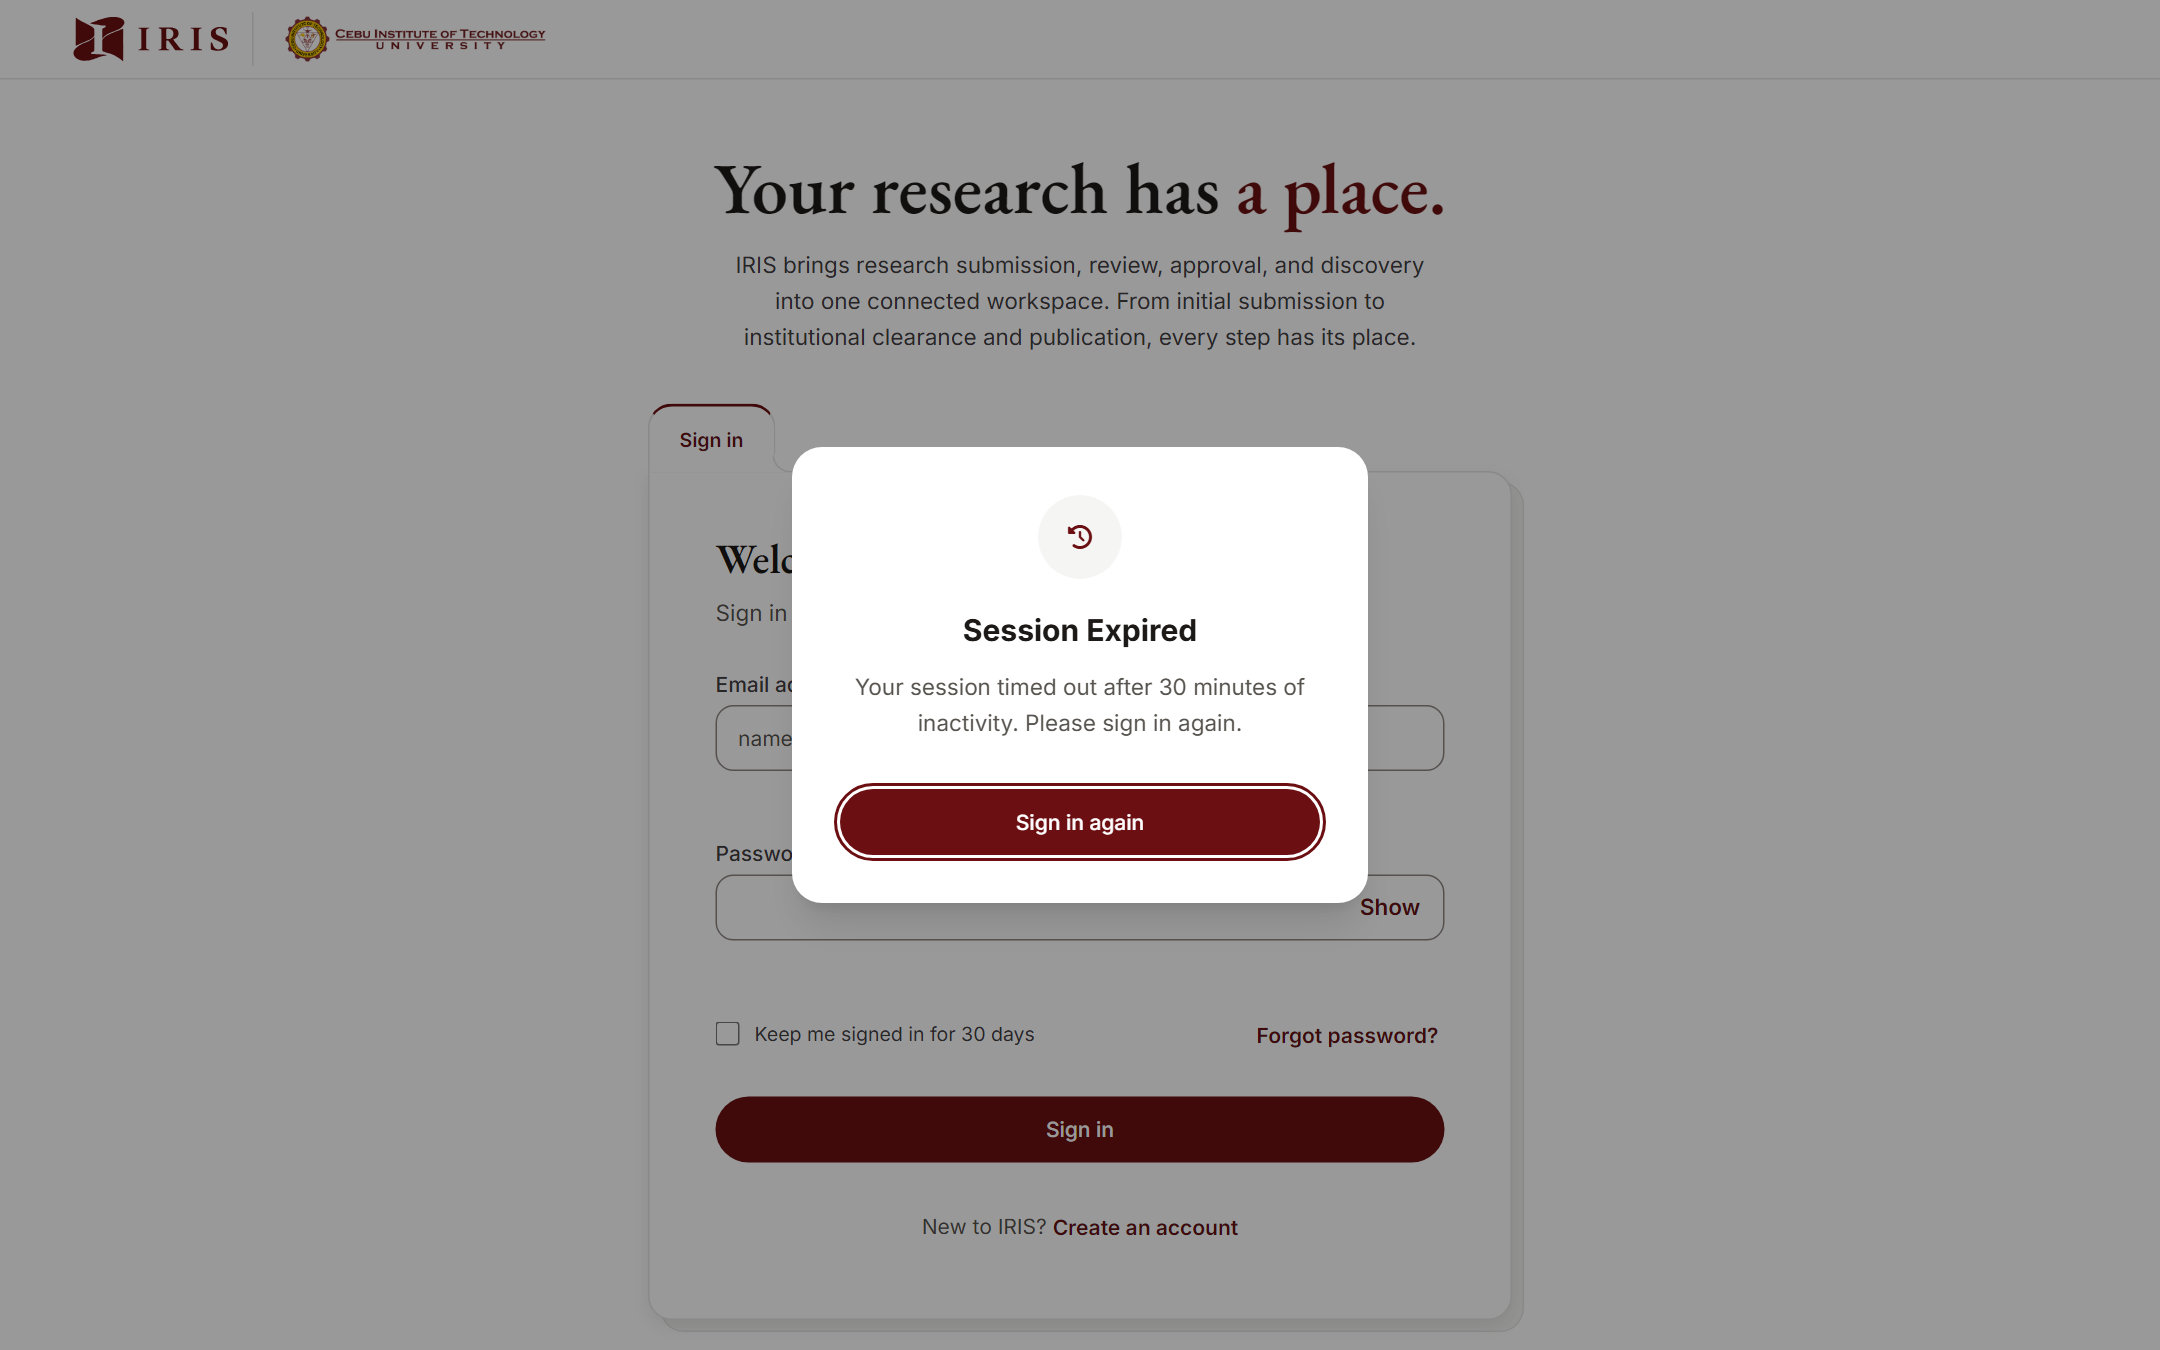 IRIS
CEBU INSTITUTE OF TECHNOLOGY
UNIVERSITY
Your research has a place.
IRIS brings research submission, review, approval, and discovery
into one connected workspace. From initial submission to
institutional clearance and publication, every step has its place.
Sign in
Welc
Sign in
Session Expired
Your session timed out after 30 minutes of
inactivity. Please sign in again.
Sign in again
Email
name
Passwo
Show
Keep me signed in for 30 days
Forgot password?
Sign in
New to IRIS? Create an account